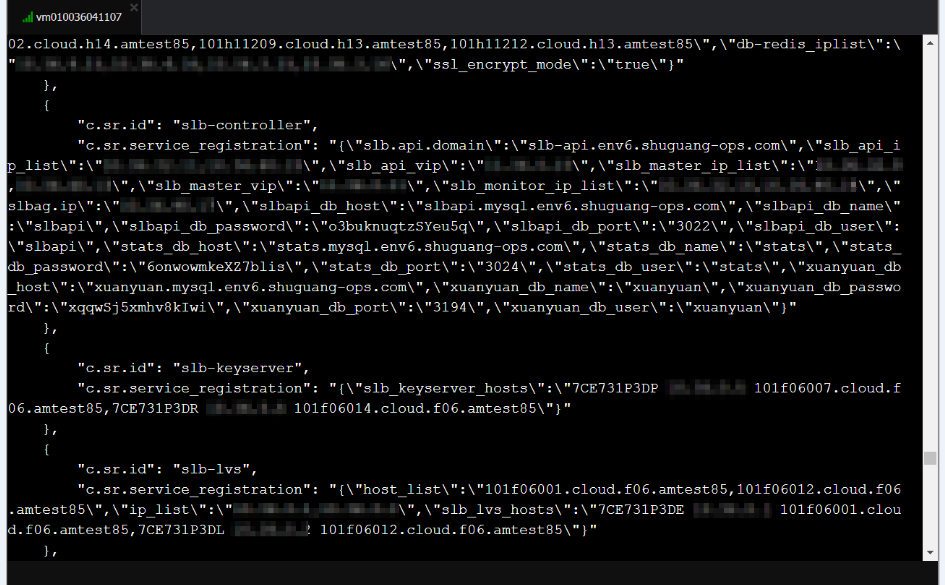 vm010036041107
02.cloud.h14.amtest85,101h11209.cloud.h13.amtest85,101h11212.cloud.h13.amtest85\",\"db-redis_iplist\":\
"\",\"ssl_encrypt_mode\":\"true\"}"
},
{
"c.sr.id": "slb-controller",
"c.sr.service_registration": "{\"slb.api.domain\":\"slb-api.env6.shuguang-ops.com\",\"slb_api_i
p_list\":\"\",\"slb_api_vip\":\"\",\"slb_master_ip_list\":\"
,\",\"slb_master_vip\":\"\",\"slb_monitor_ip_list\":\"\",\"
slbag.ip\":\"\",\"slbapi_db_host\":\"slbapi.mysql.env6.shuguang-ops.com\",\"slbapi_db_name\"
:\"slbapi\",\"slbapi_db_password\":\"o3buknuqtzSYeu5q\",\"slbapi_db_port\":\"3022\",\"slbapi_db_user\":
\"slbapi\",\"stats_db_host\":\"stats.mysql.env6.shuguang-ops.com\",\"stats_db_name\":\"stats\",\"stats_
db_password\":\"6onwowmkeXZ7blis\",\"stats_db_port\":\"3024\",\"stats_db_user\":\"stats\",\"xuanyuan_db
_host\":\"xuanyuan.mysql.env6.shuguang-ops.com\",\"xuanyuan_db_name\":\"xuanyuan\",\"xuanyuan_db_passwo
rd\":\"xqqwSj5xmhv8kIwi\",\"xuanyuan_db_port\":\"3194\",\"xuanyuan_db_user\":\"xuanyuan\"}"
},
{
"c.sr.id": "slb-keyserver",
"c.sr.service_registration": "{\"slb_keyserver_hosts\":\"7CE731P3DP 101f06007.cloud.f
06.amtest85,7CE731P3DR 101f06014.cloud.f06.amtest85\"}"
},
{
"c.sr.id": "slb-lvs",
"c.sr.service_registration": "{\"host_list\":\"101f06001.cloud.f06.amtest85,101f06012.cloud.f06
.amtest85\",\"ip_list\":\"\",\"slb_lvs_hosts\":\"7CE731P3DE 101f06001.clou
d.f06.amtest85,7CE731P3DL 101f06012.cloud.f06.amtest85\"}"
},